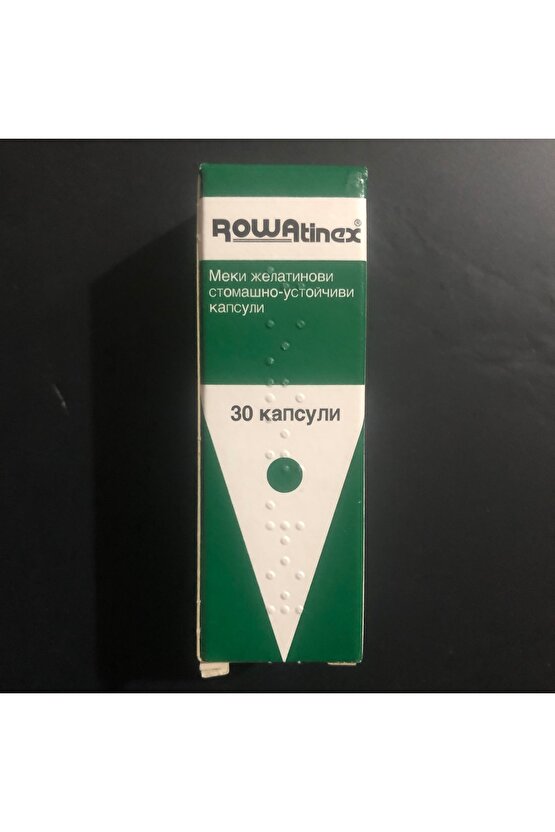 ROWAtinex®
Меки желатинови
стомашно-устойчиви
капсули
30 капсули